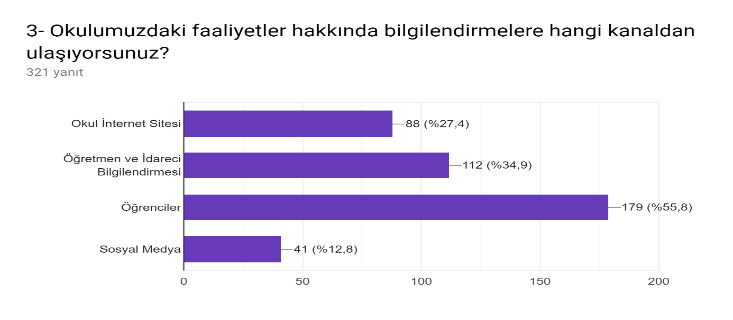 3- Okulumuzdaki faaliyetler hakkında bilgilendirmelere hangi kanaldan
ulaşıyorsunuz?
321 yanıt
Okul İnternet Sitesi
88 (%27,4)
Öğretmen ve İdareci
Bilgilendirmesi
112 (%34,9)
Öğrenciler
179 (%55,8)
Sosyal Medya
41 (%12,8)
0
50
100
150
200